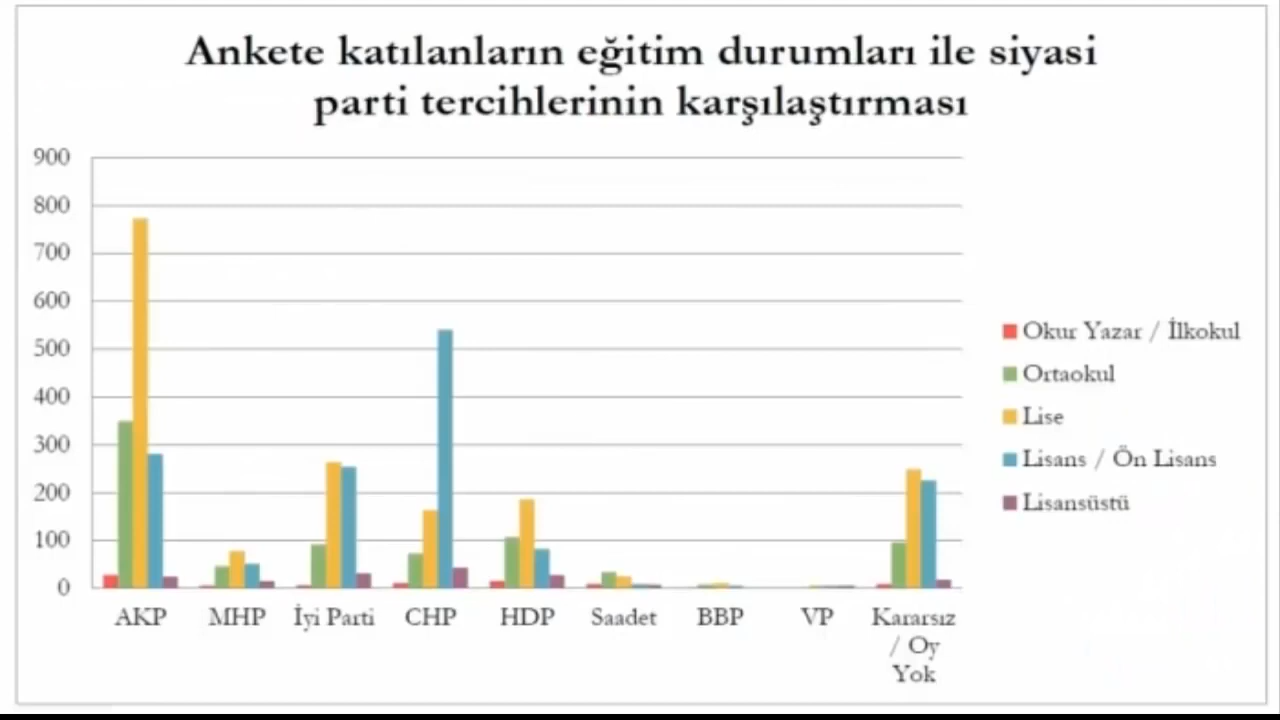 Ankete katılanların eğitim durumları ile siyasi
parti tercihlerinin karşılaştırması
900
800
700
600
500
400
300
200
100
0
AKP MHP İyi Parti CHP HDP Saadet BBP VP Kararsız
/ Oy
Yok
Okur Yazar / İlkokul
Ortaokul
Lise
Lisans / Ön Lisans
Lisansüstü